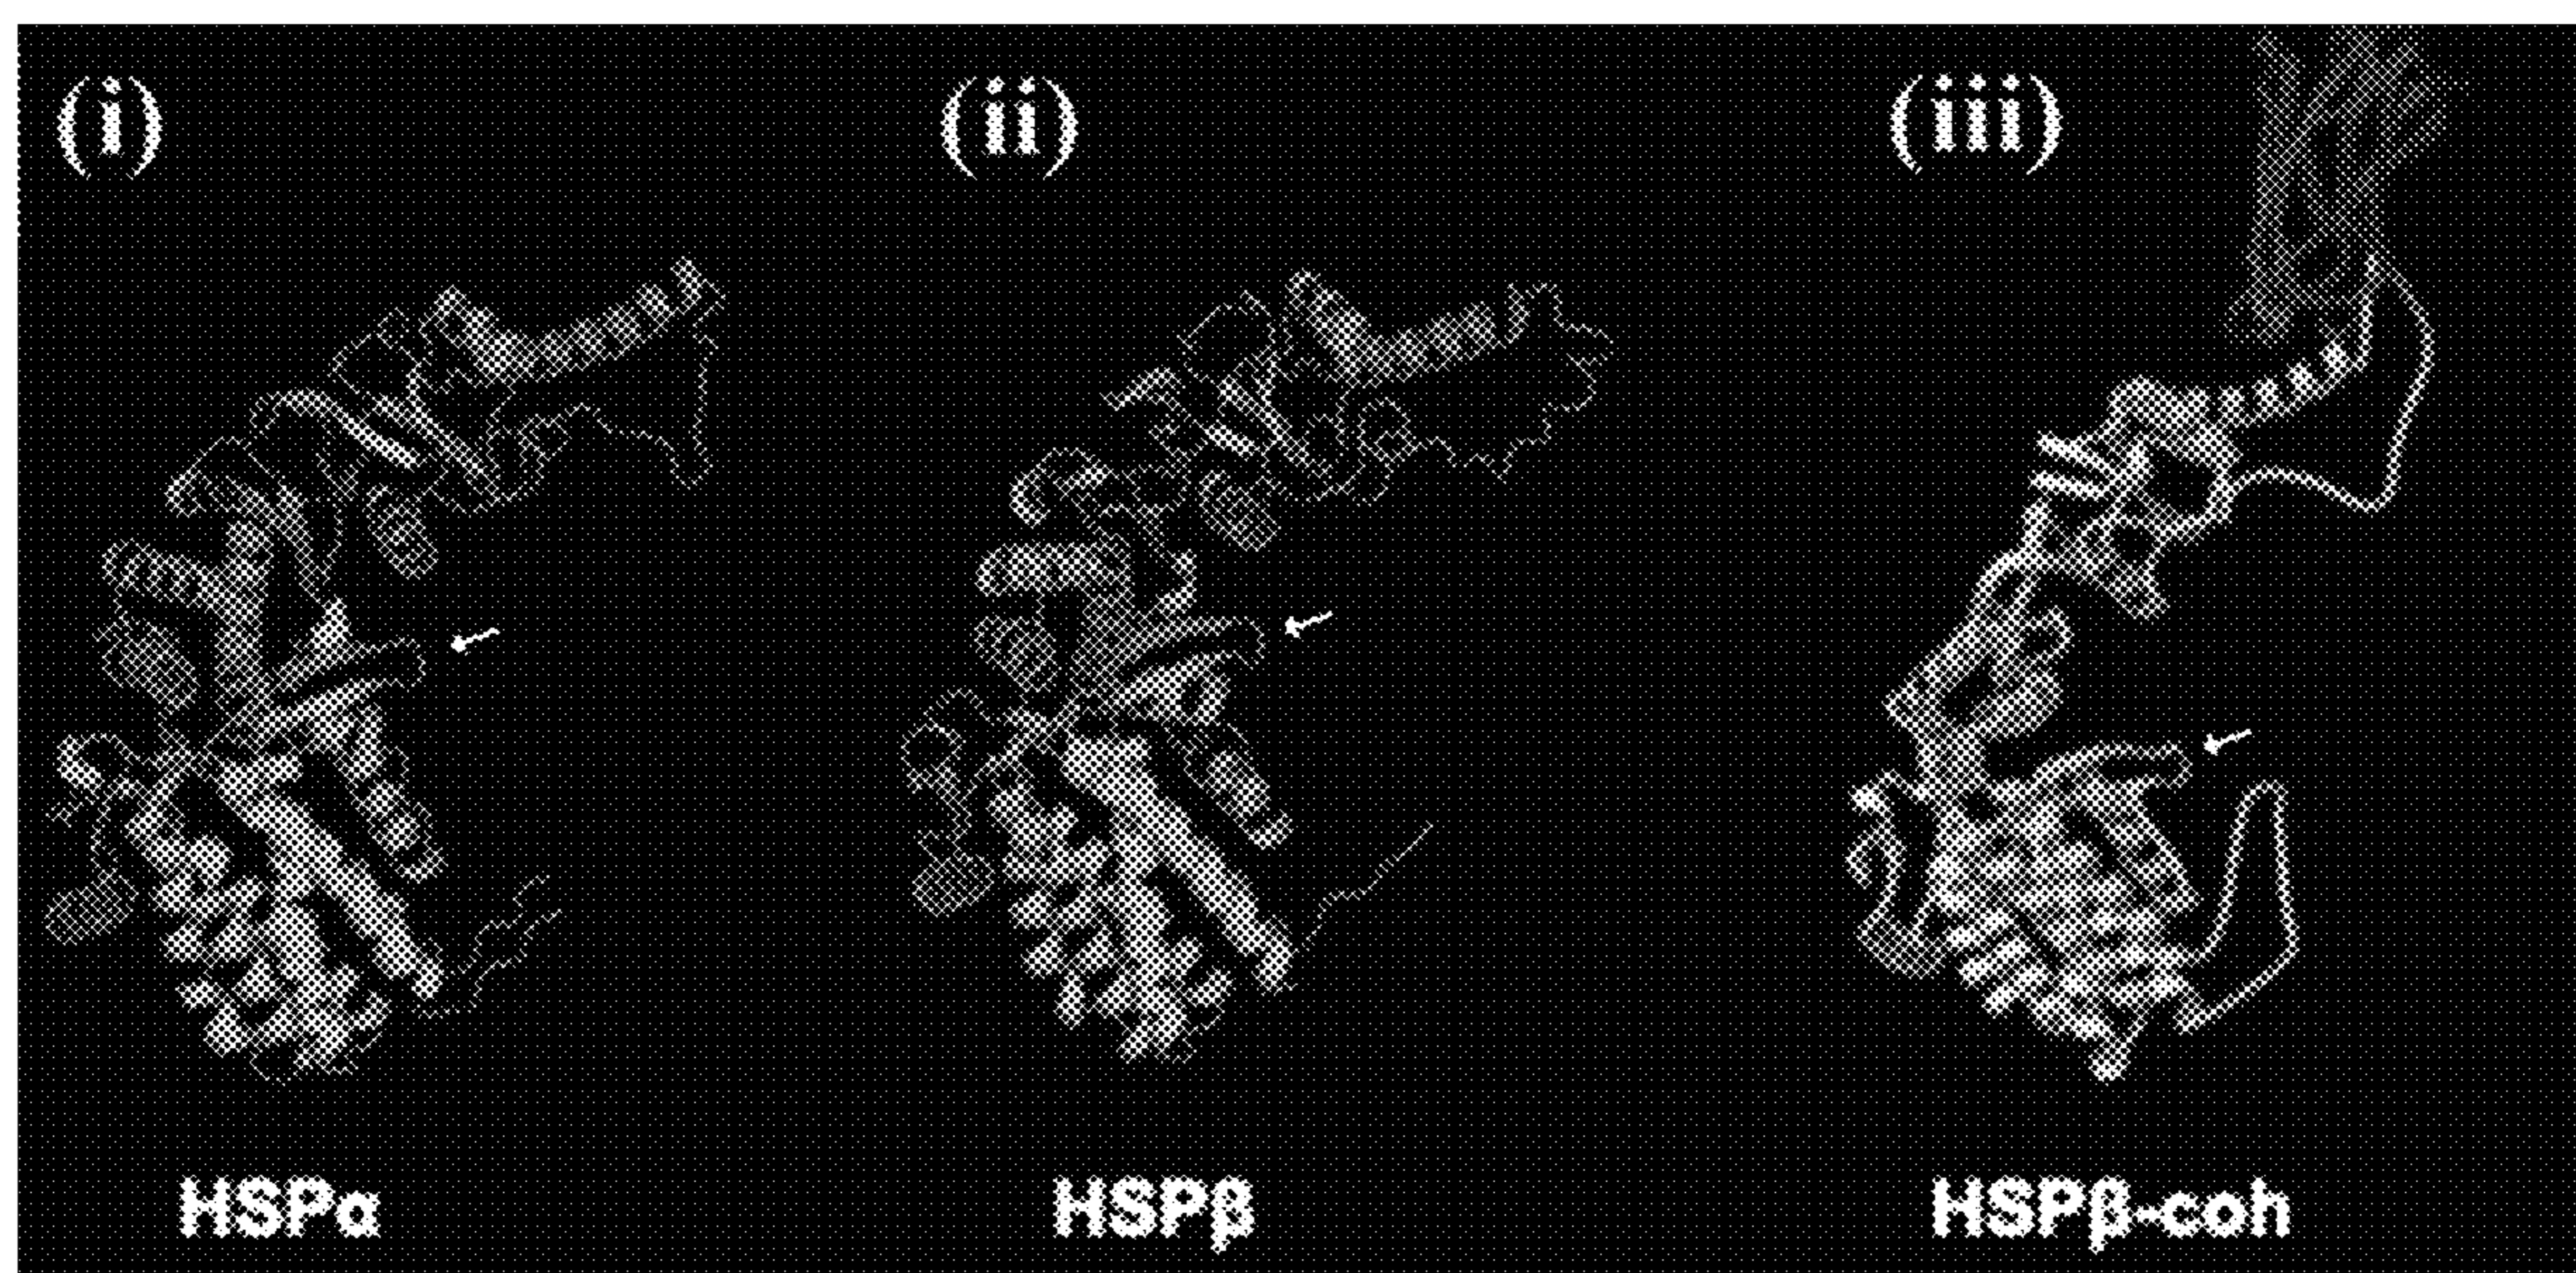 (i) (ii) (iii)
HSPα HSPβ HSPβ-coh